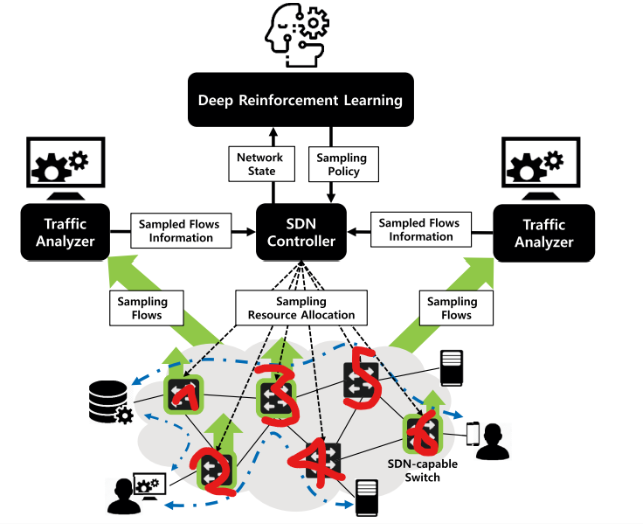 Deep Reinforcement Learning
Network
State
Sampling
Policy
Traffic
Analyzer
Sampled Flows
Information
SDN
Controller
Sampled Flows
Information
Traffic
Analyzer
Sampling
Flows
Sampling
Resource Allocation
Sampling
Flows
1
2
3
4
5
6
SDN-capable
Switch